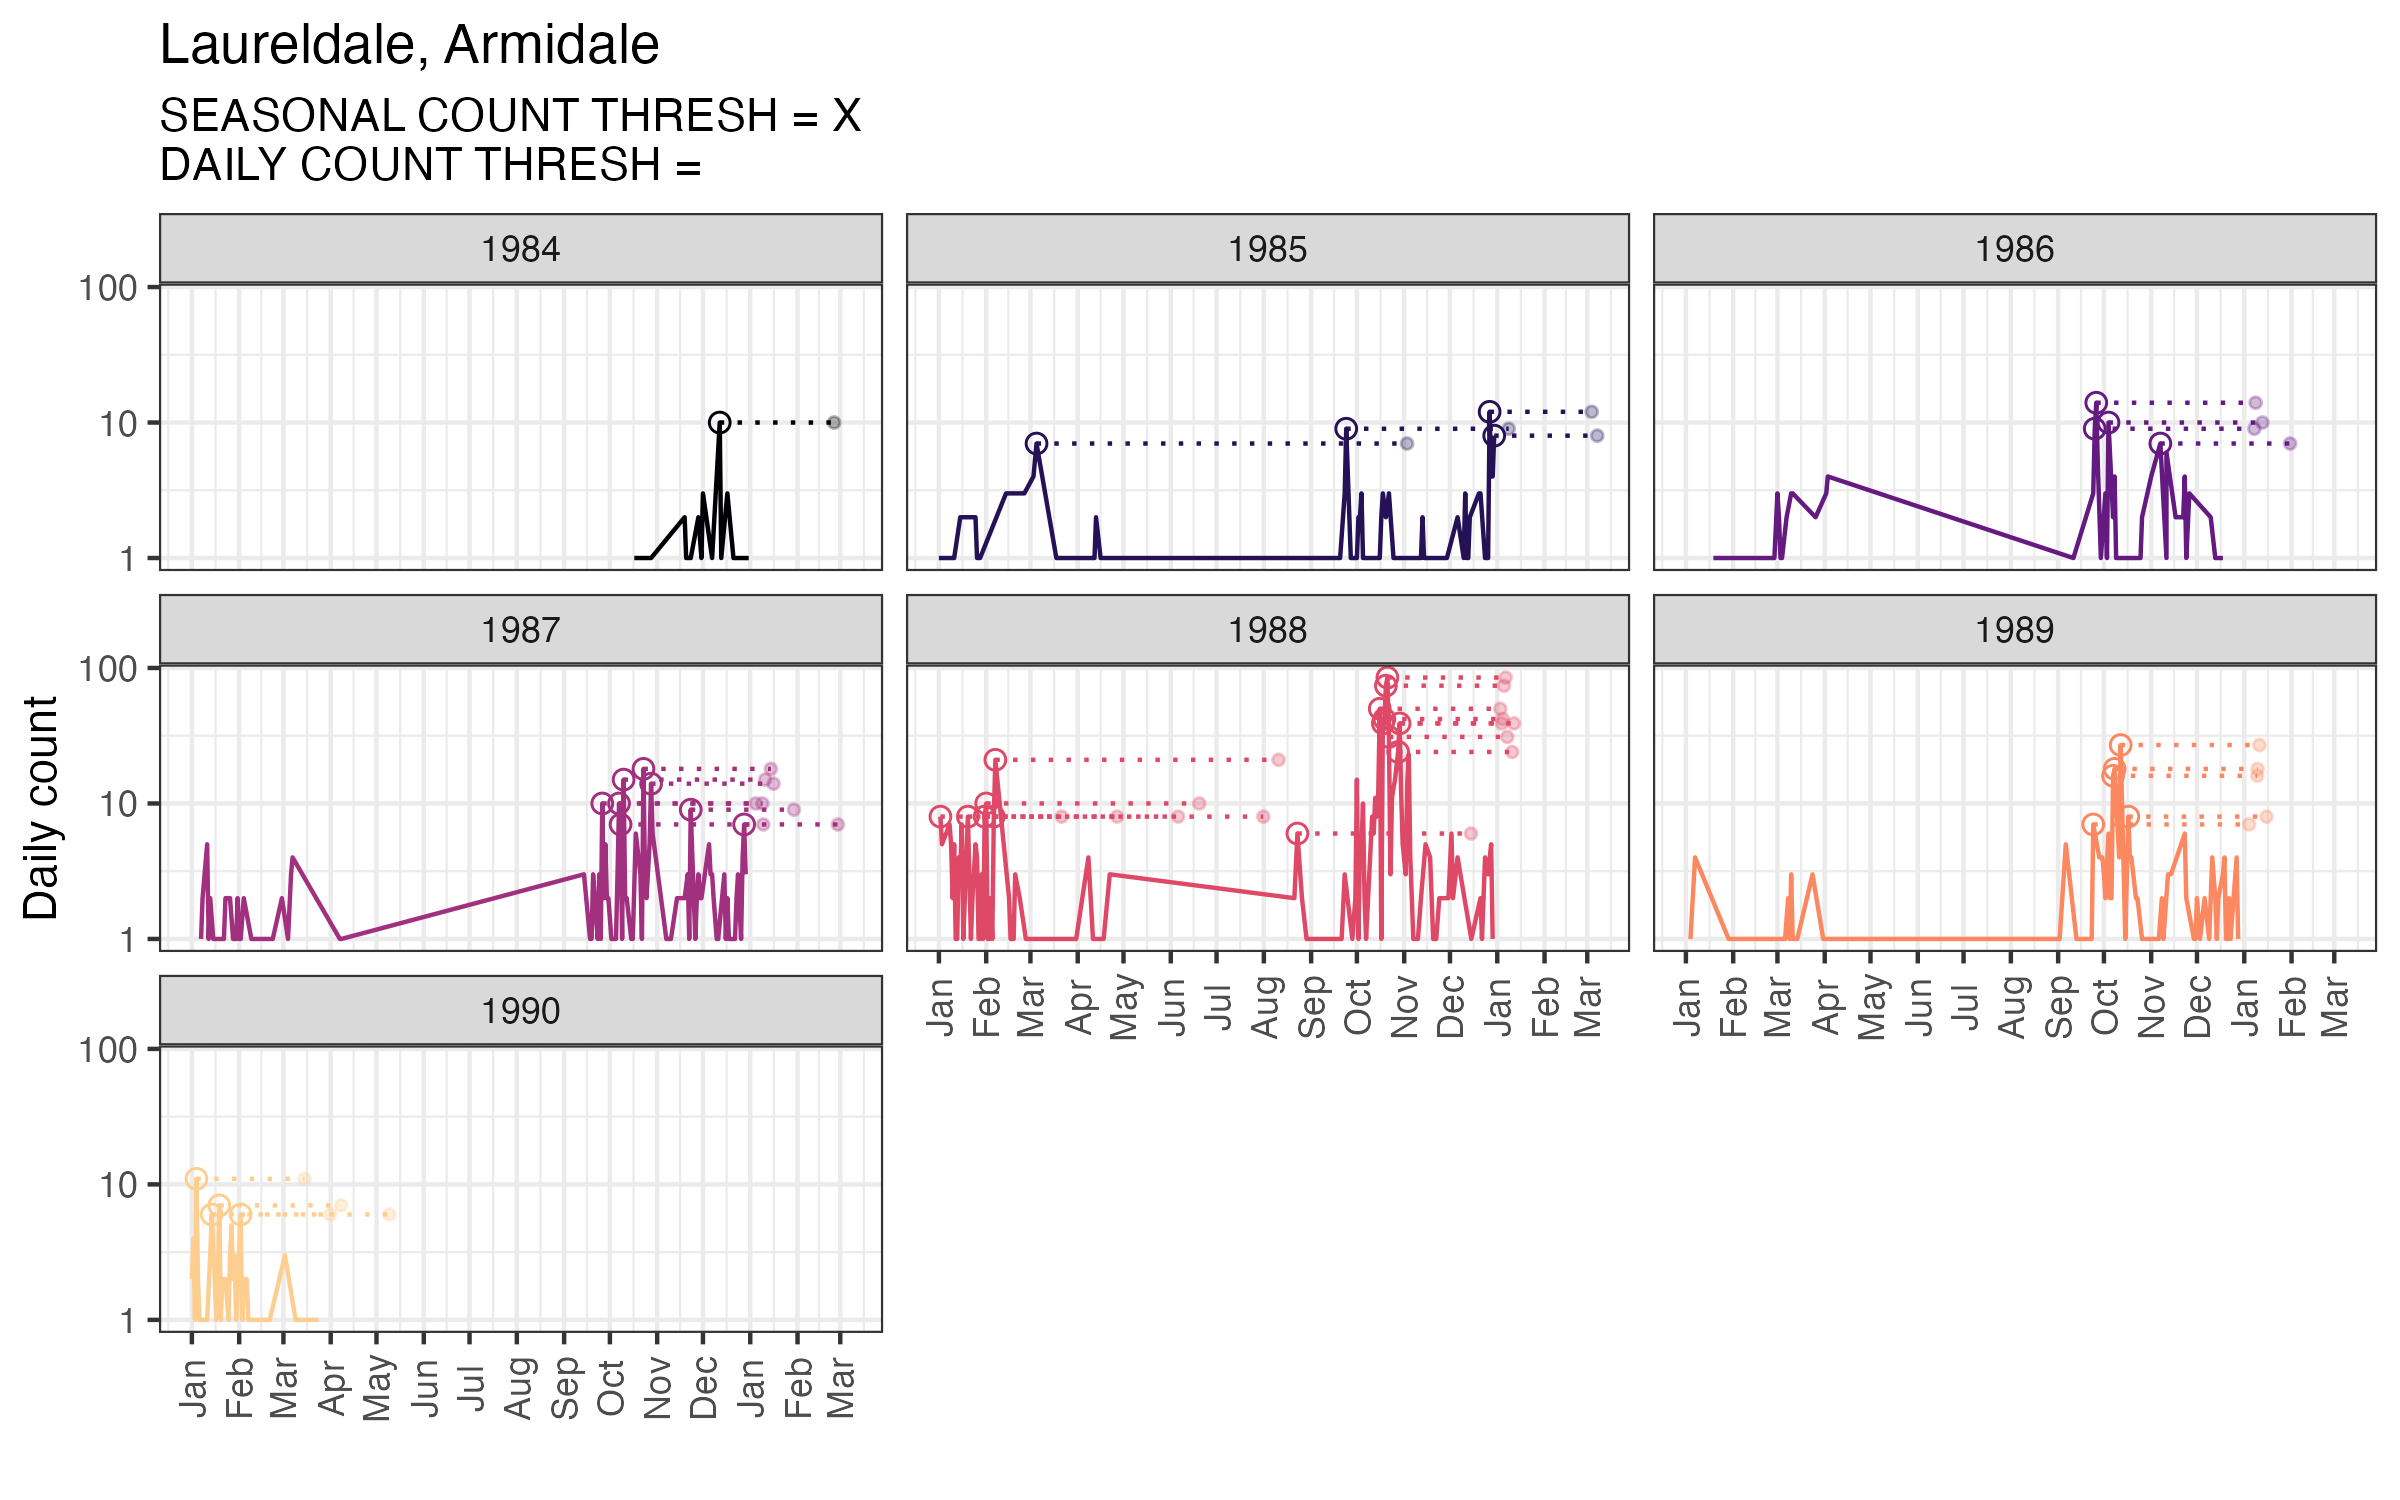 Laureldale, Armidale
SEASONAL COUNT THRESH = X
DAILY COUNT THRESH =
1984
1985
1986
100
10
1
1987
1988
1989
100
10
1
Daily count
Jan Feb Mar Apr May Jun Jul Aug Sep Oct Nov Dec Jan Feb Mar
Jan Feb Mar Apr May Jun Jul Aug Sep Oct Nov Dec Jan Feb Mar
1990
100
10
1
Jan Feb Mar Apr May Jun Jul Aug Sep Oct Nov Dec Jan Feb Mar